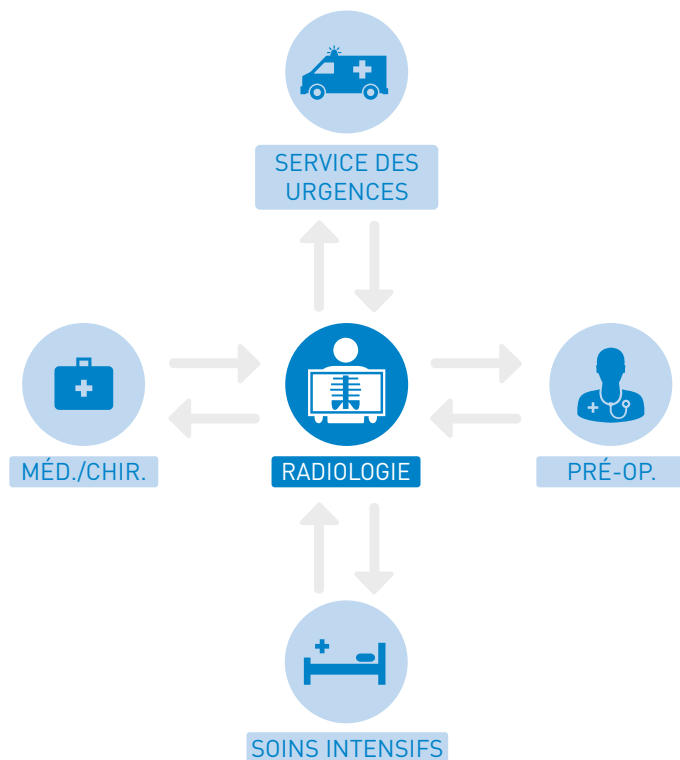 SERVICE DES
URGENCES
MÉD./CHIR.
RADIOLOGIE
PRÉ-OP.
SOINS INTENSIFS